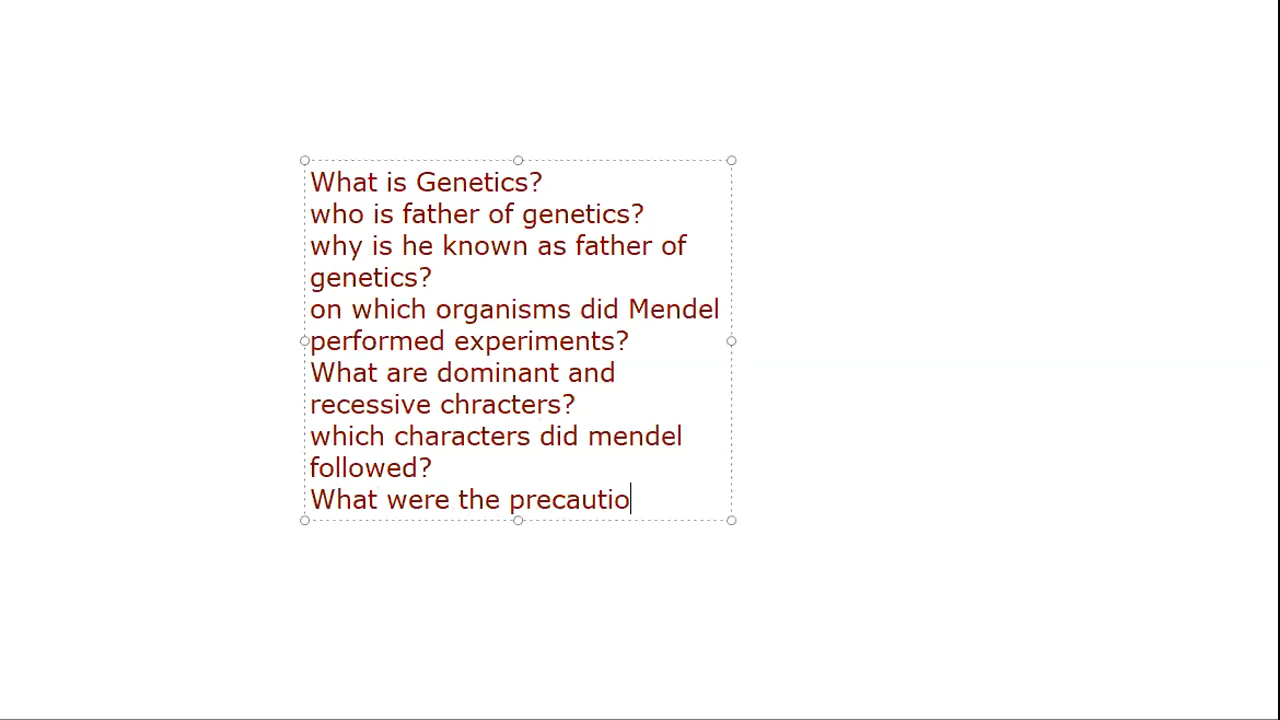 What is Genetics?
who is father of genetics?
why is he known as father of
genetics?
on which organisms did Mendel
performed experiments?
What are dominant and
recessive chracters?
which characters did mendel
followed?
What were the precautio